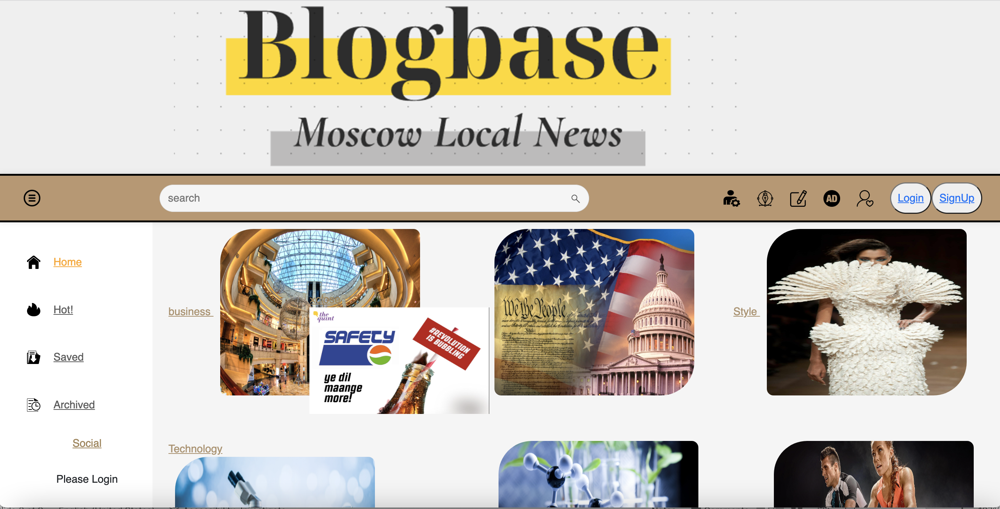 Blogbase
Moscow Local News
search
AD
Login
SignUp
Home
Hot!
Saved
Archived
Social
Please Login
business
xclose
the
quint
SAFETY
#REVOLUTION
IS BUBBLING
ye dil
maange
more!
We the People
Style
Technology